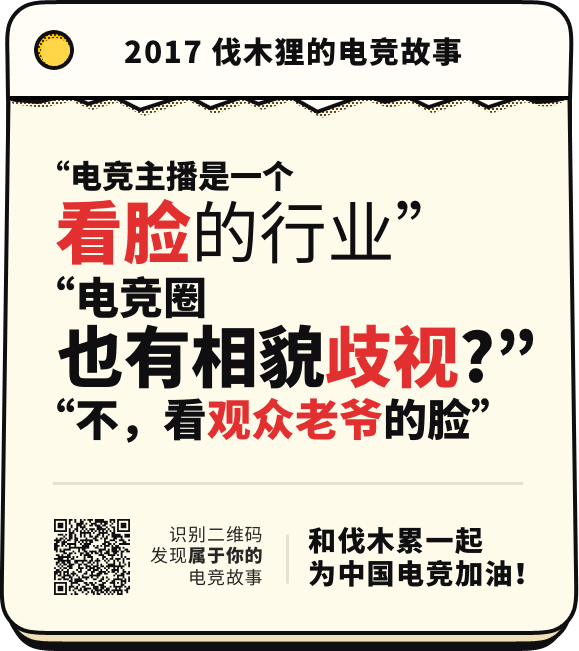 2017 伐木狸的电竞故事
“电竞主播是一个
看脸的行业”
“电竞圈
也有相貌歧视?”
“不，看观众老爷的脸”
识别二维码
发现属于你的
电竞故事
和伐木累一起
为中国电竞加油!